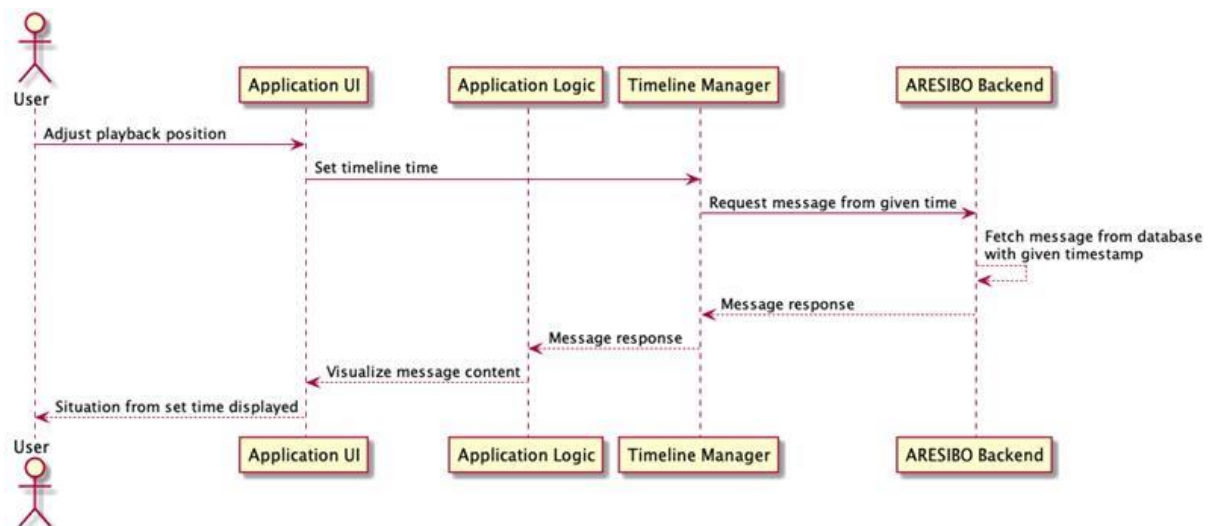 User
Application UI
Application Logic
Timeline Manager
ARESIBO Backend
Adjust playback position
Set timeline time
Request message from given time
Fetch message from database
with given timestamp
Message response
Message response
Visualize message content
Situation from set time displayed
User
Application UI
Application Logic
Timeline Manager
ARESIBO Backend